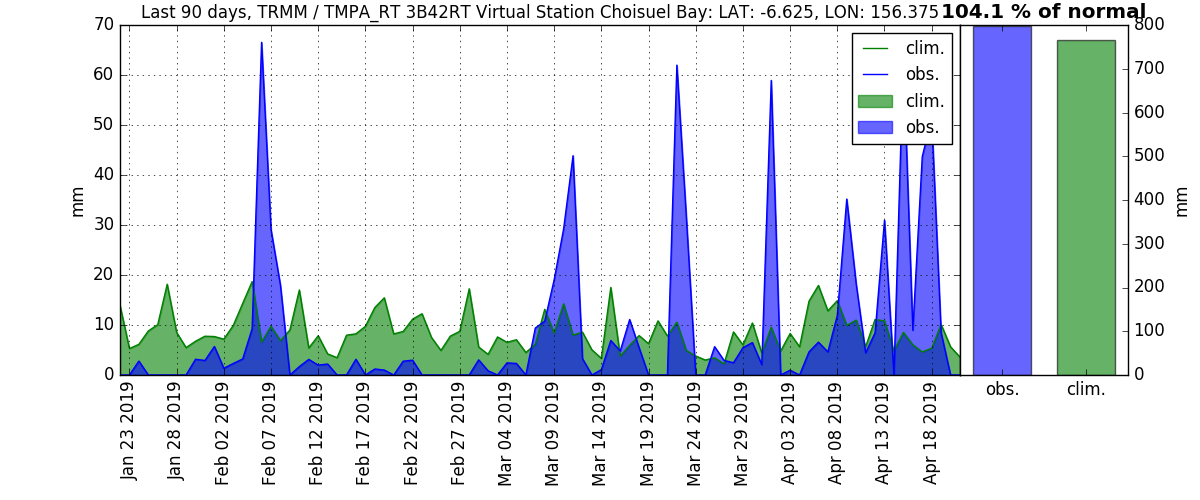 Last 90 days, TRMM / TMPA_RT 3B42RT Virtual Station Choisuel Bay: LAT: -6.625, LON: 156.375
104.1 % of normal
70
60
50
40
30
20
10
0
mm
clim.
obs.
clim.
obs.
800
700
600
500
400
300
200
100
0
mm
Jan 23 2019
Jan 28 2019
Feb 02 2019
Feb 07 2019
Feb 12 2019
Feb 17 2019
Feb 22 2019
Feb 27 2019
Mar 04 2019
Mar 09 2019
Mar 14 2019
Mar 19 2019
Mar 24 2019
Mar 29 2019
Apr 03 2019
Apr 08 2019
Apr 13 2019
Apr 18 2019
obs.
clim.